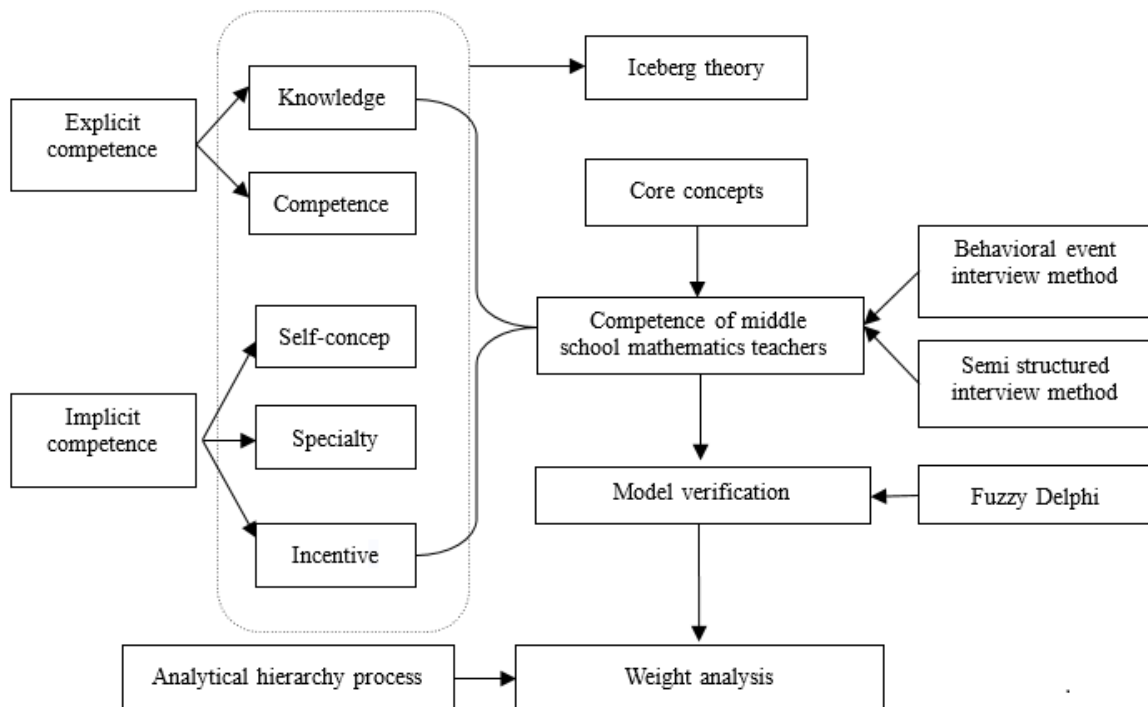 Iceberg theory
Knowledge
Explicit
competence
Competence
Core concepts
Behavioral event
interview method
Self-concep
Competence of middle
school mathematics teachers
Semi structured
interview method
Implicit
competence
Specialty
Model verification
Fuzzy Delphi
Incentive
Analytical hierarchy process
Weight analysis
.